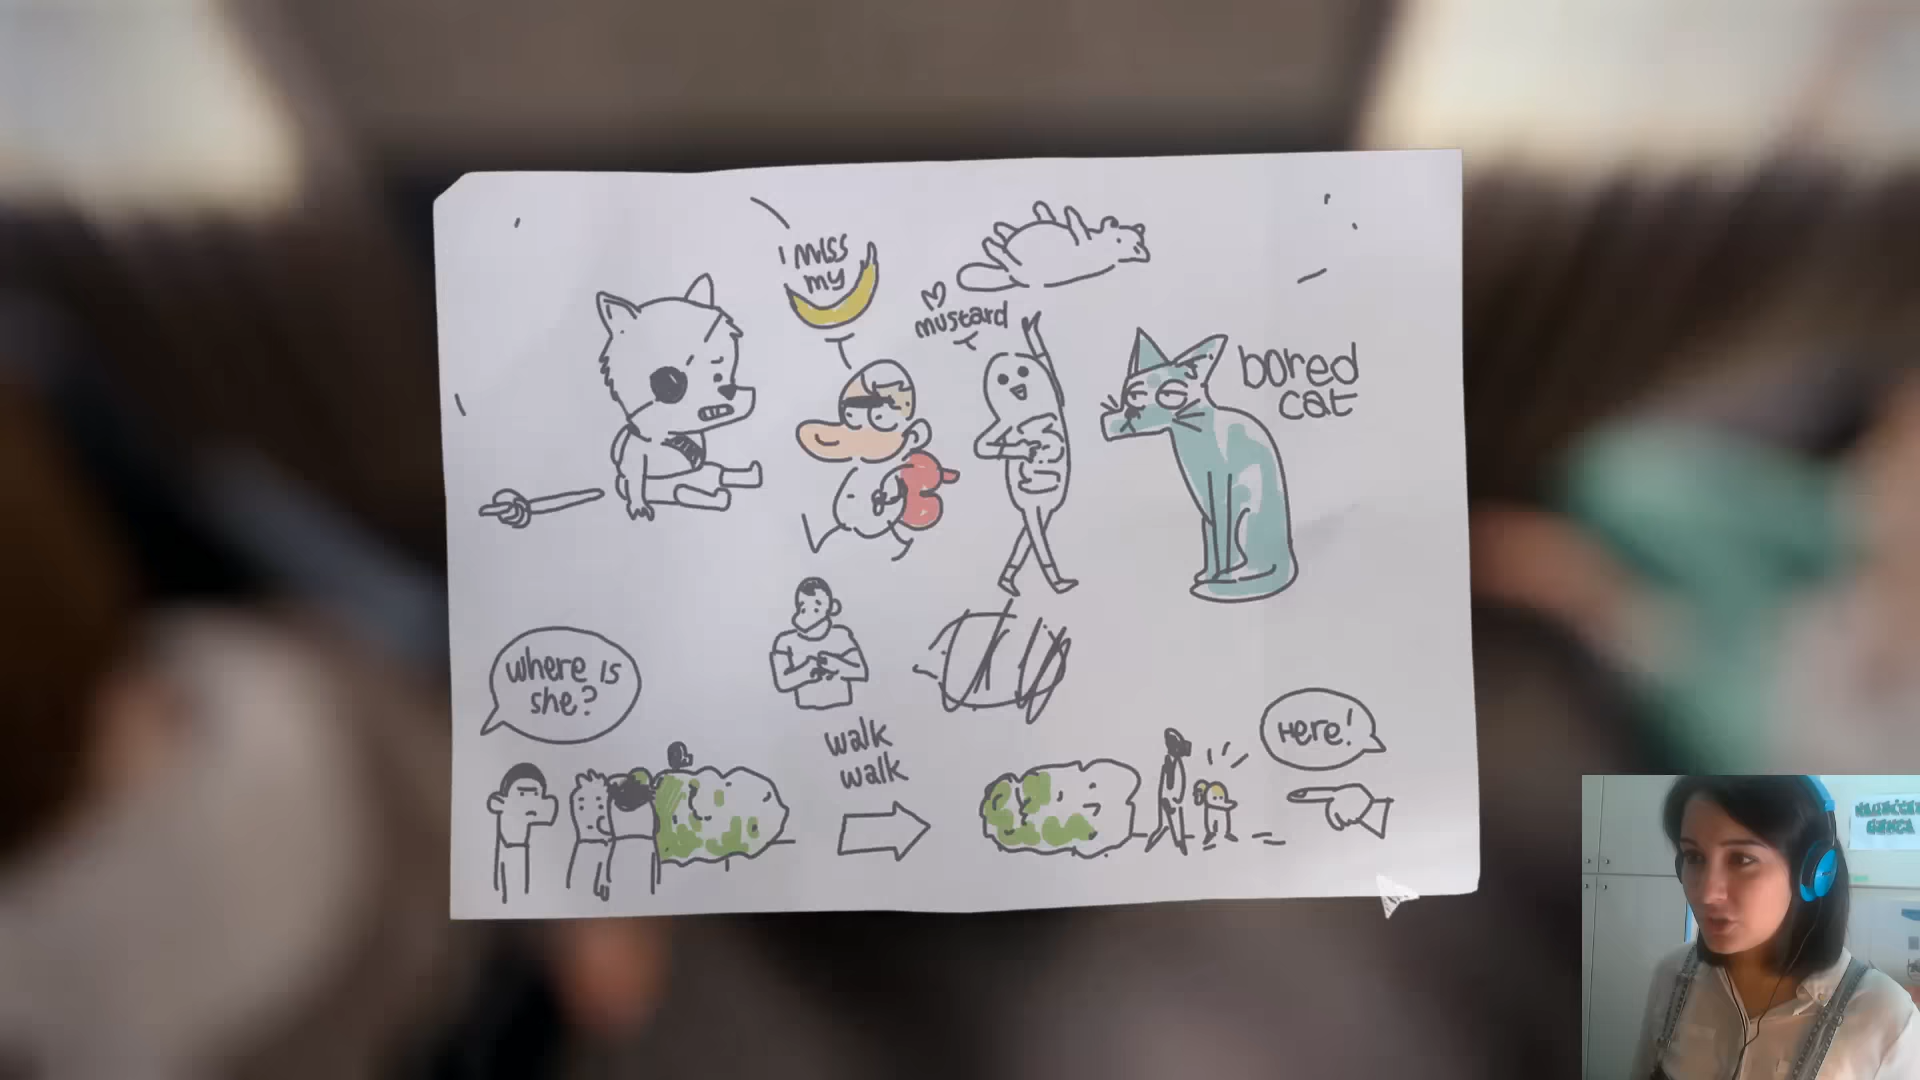 I miss
my
mustard
bored
cat
where is
she?
walk
walk
Here!